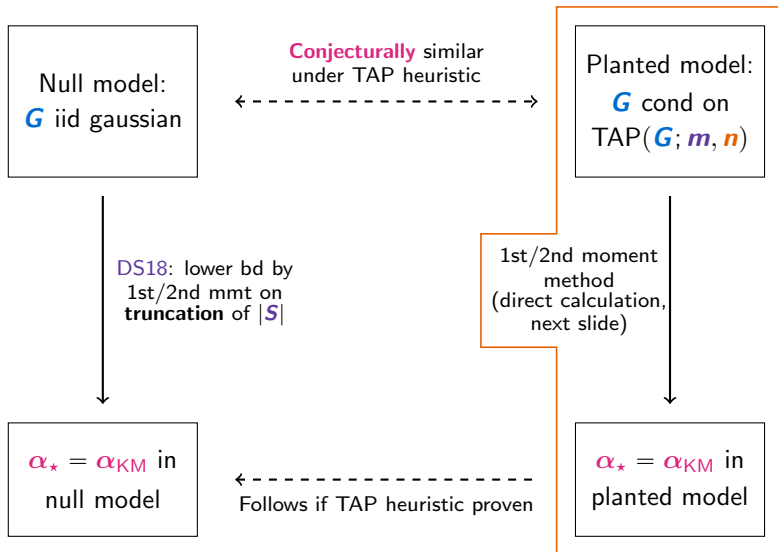 Null model:
G iid gaussian
Conjecturally similar
under TAP heuristic
Planted model:
G cond on
TAP(G; m, n)
DS18: lower bd by
1st/2nd mmt on
truncation of |S|
1st/2nd moment
method
(direct calculation,
next slide)
α⋆ = αKM in
null model
Follows if TAP heuristic proven
α⋆ = αKM in
planted model